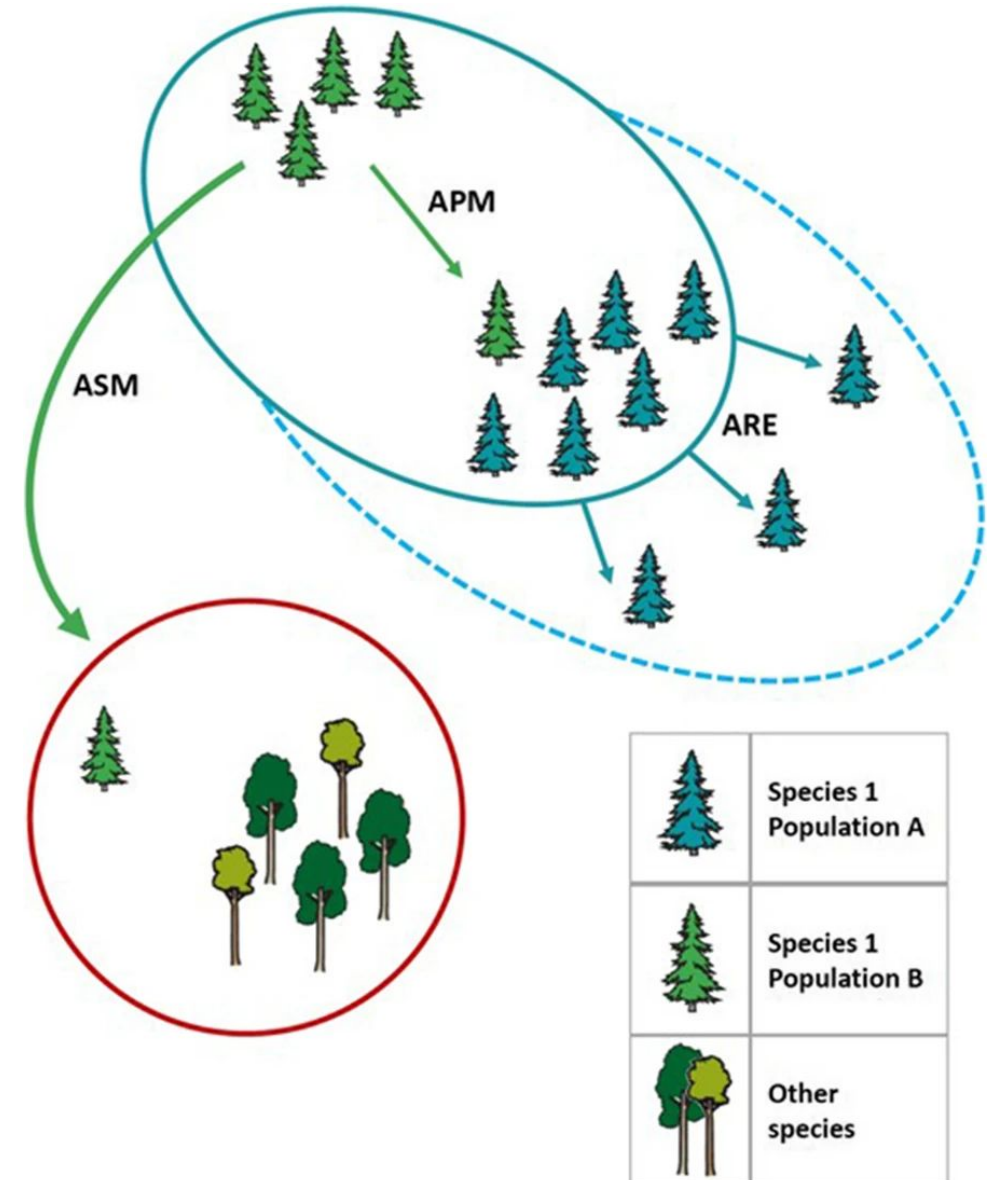 APM
ASM
ARE
Species 1
Population A
Species 1
Population B
Other
species